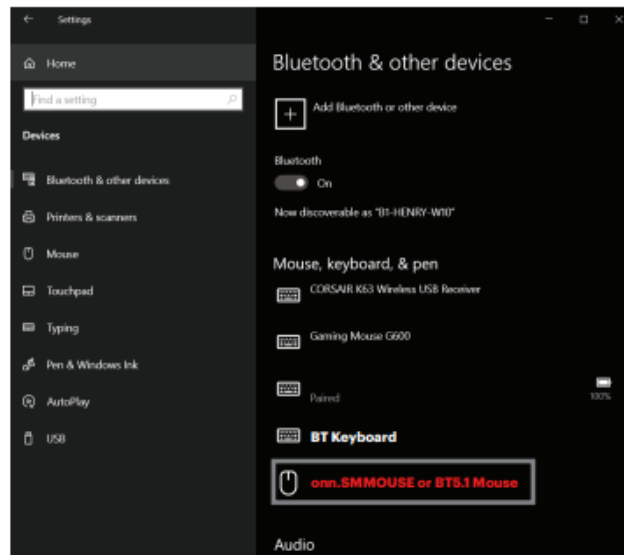 Settings
Home
Find a setting
Devices
Bluetooth & other devices
Printers & scanners
Mouse
Touchpad
Typing
Pen & Windows Ink
AutoPlay
USB
Bluetooth & other devices
Add Bluetooth or other device
Bluetooth
On
Now discoverable as "B1-HENRY-W10"
Mouse, keyboard, & pen
CORSAIR K63 Wireless USB Receiver
Gaming Mouse G600
Paired
100%
BT Keyboard
onn.SMMOUSE or BT5.1 Mouse
Audio